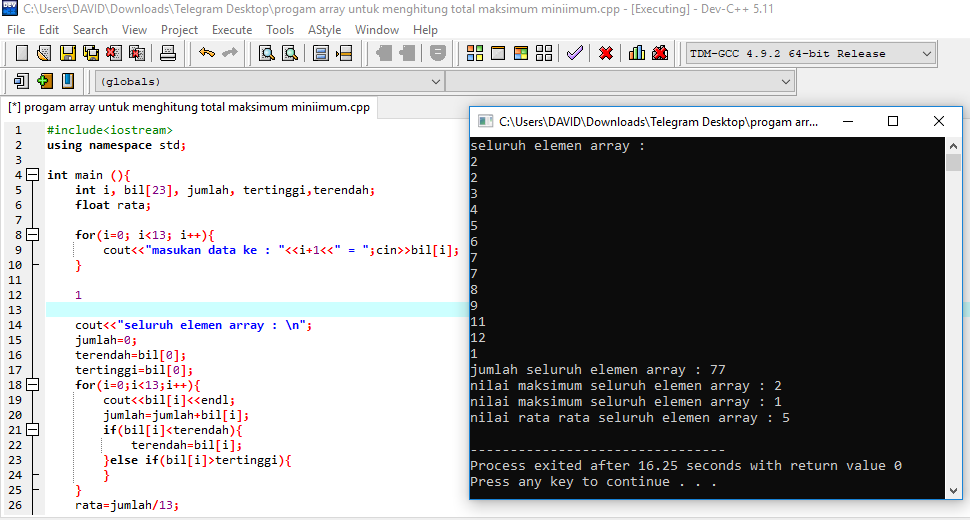 C:\Users\DAVID\Downloads\Telegram Desktop\progam array untuk menghitung total maksimum miniimum.cpp - [Executing] - Dev-C++ 5.11
File Edit Search View Project Execute Tools AStyle Window Help
TDM-GCC 4.9.2 64-bit Release
(globals)
[*] progam array untuk menghitung total maksimum miniimum.cpp
1 #include<iostream>
2 using namespace std;
3
4 int main (){
5 int i, bil[23], jumlah, tertinggi,terendah;
6 float rata;
7
8 for(i=0; i<13; i++){
9 cout<<"masukan data ke : "<<i+1<<" = ";cin>>bil[i];
10 }
11
12 1
13
14 cout<<"seluruh elemen array : \n";
15 jumlah=0;
16 terendah=bil[0];
17 tertinggi=bil[0];
18 for(i=0;i<13;i++){
19 cout<<bil[i]<<endl;
20 jumlah=jumlah+bil[i];
21 if(bil[i]<terendah){
22 terendah=bil[i];
23 }else if(bil[i]>tertinggi){
24 }
25 }
26 rata=jumlah/13;
C:\Users\DAVID\Downloads\Telegram Desktop\progam arr...
seluruh elemen array :
2
2
3
4
5
6
7
7
8
9
11
12
1
jumlah seluruh elemen array : 77
nilai maksimum seluruh elemen array : 2
nilai maksimum seluruh elemen array : 1
nilai rata rata seluruh elemen array : 5
--------------------------------
Process exited after 16.25 seconds with return value 0
Press any key to continue . . .